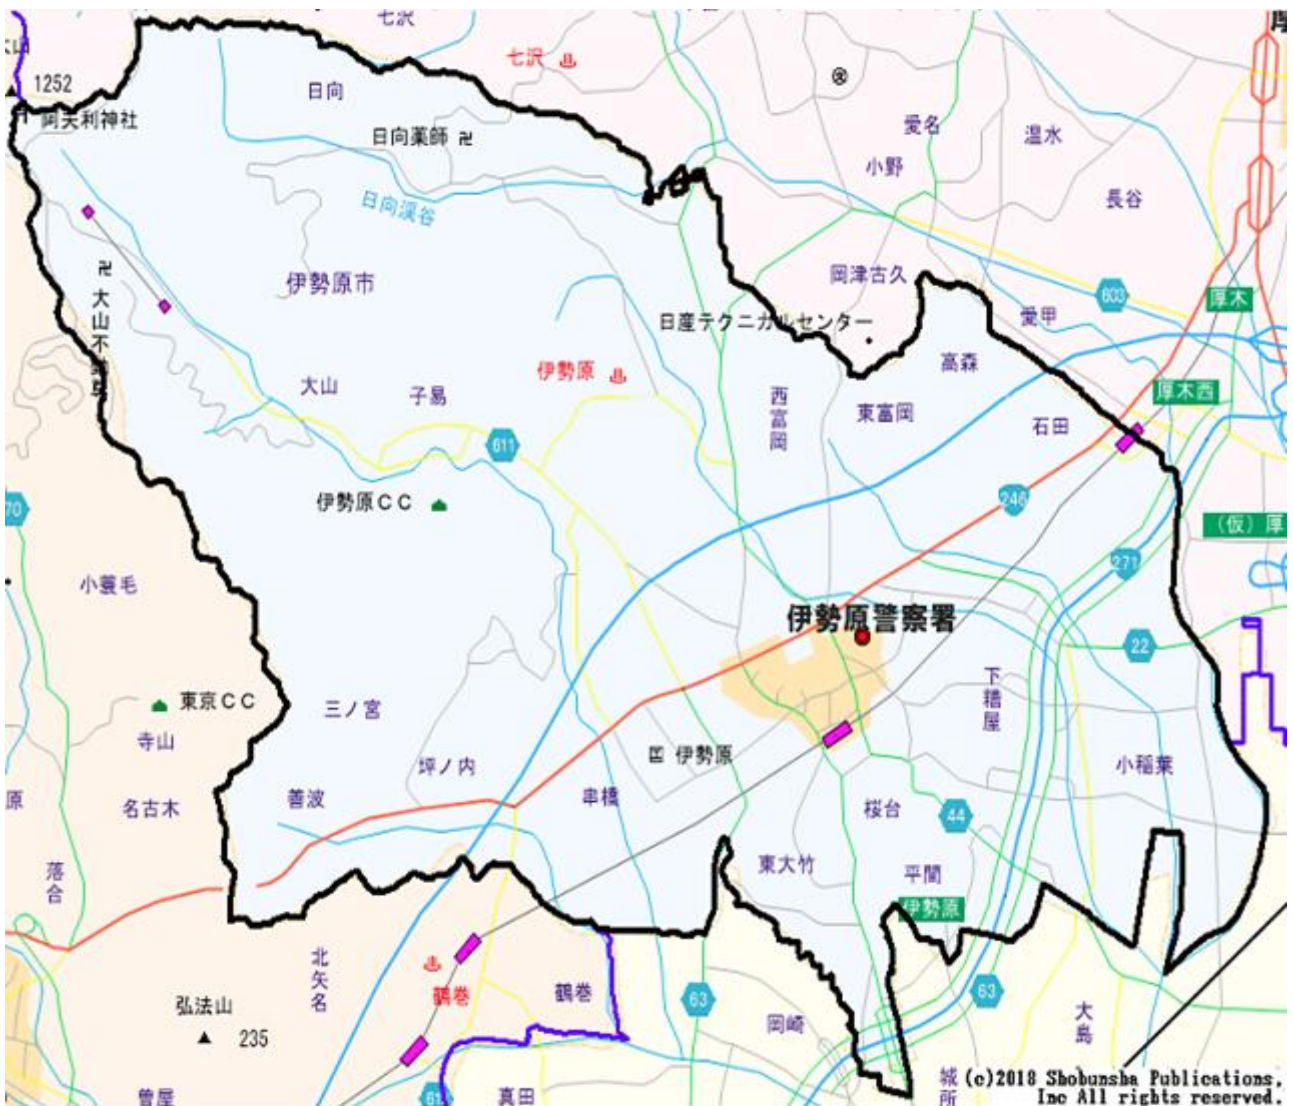 七沢
七沢
大山
1252
阿夫利神社
日向
日向薬師
日向渓谷
愛名
温水
小野
長谷
岡津古久
603
厚木
愛甲
日産テクニカルセンター
伊勢原市
大山不動尊
伊勢原
高森
厚木西
大山
子易
西富岡
東富岡
石田
611
伊勢原CC
246
70
(仮)厚
271
小蓑毛
伊勢原警察署
22
下糟屋
東京CC
三ノ宮
寺山
坪ノ内
伊勢原
小稲葉
原
名古木
善波
串橋
桜台
44
落合
東大竹
平間
伊勢原
北矢名
鶴巻
鶴巻
63
63
弘法山
235
岡崎
大島
曽屋
真田
城所
(c)2018 Shobunsha Publications,
Inc All rights reserved.